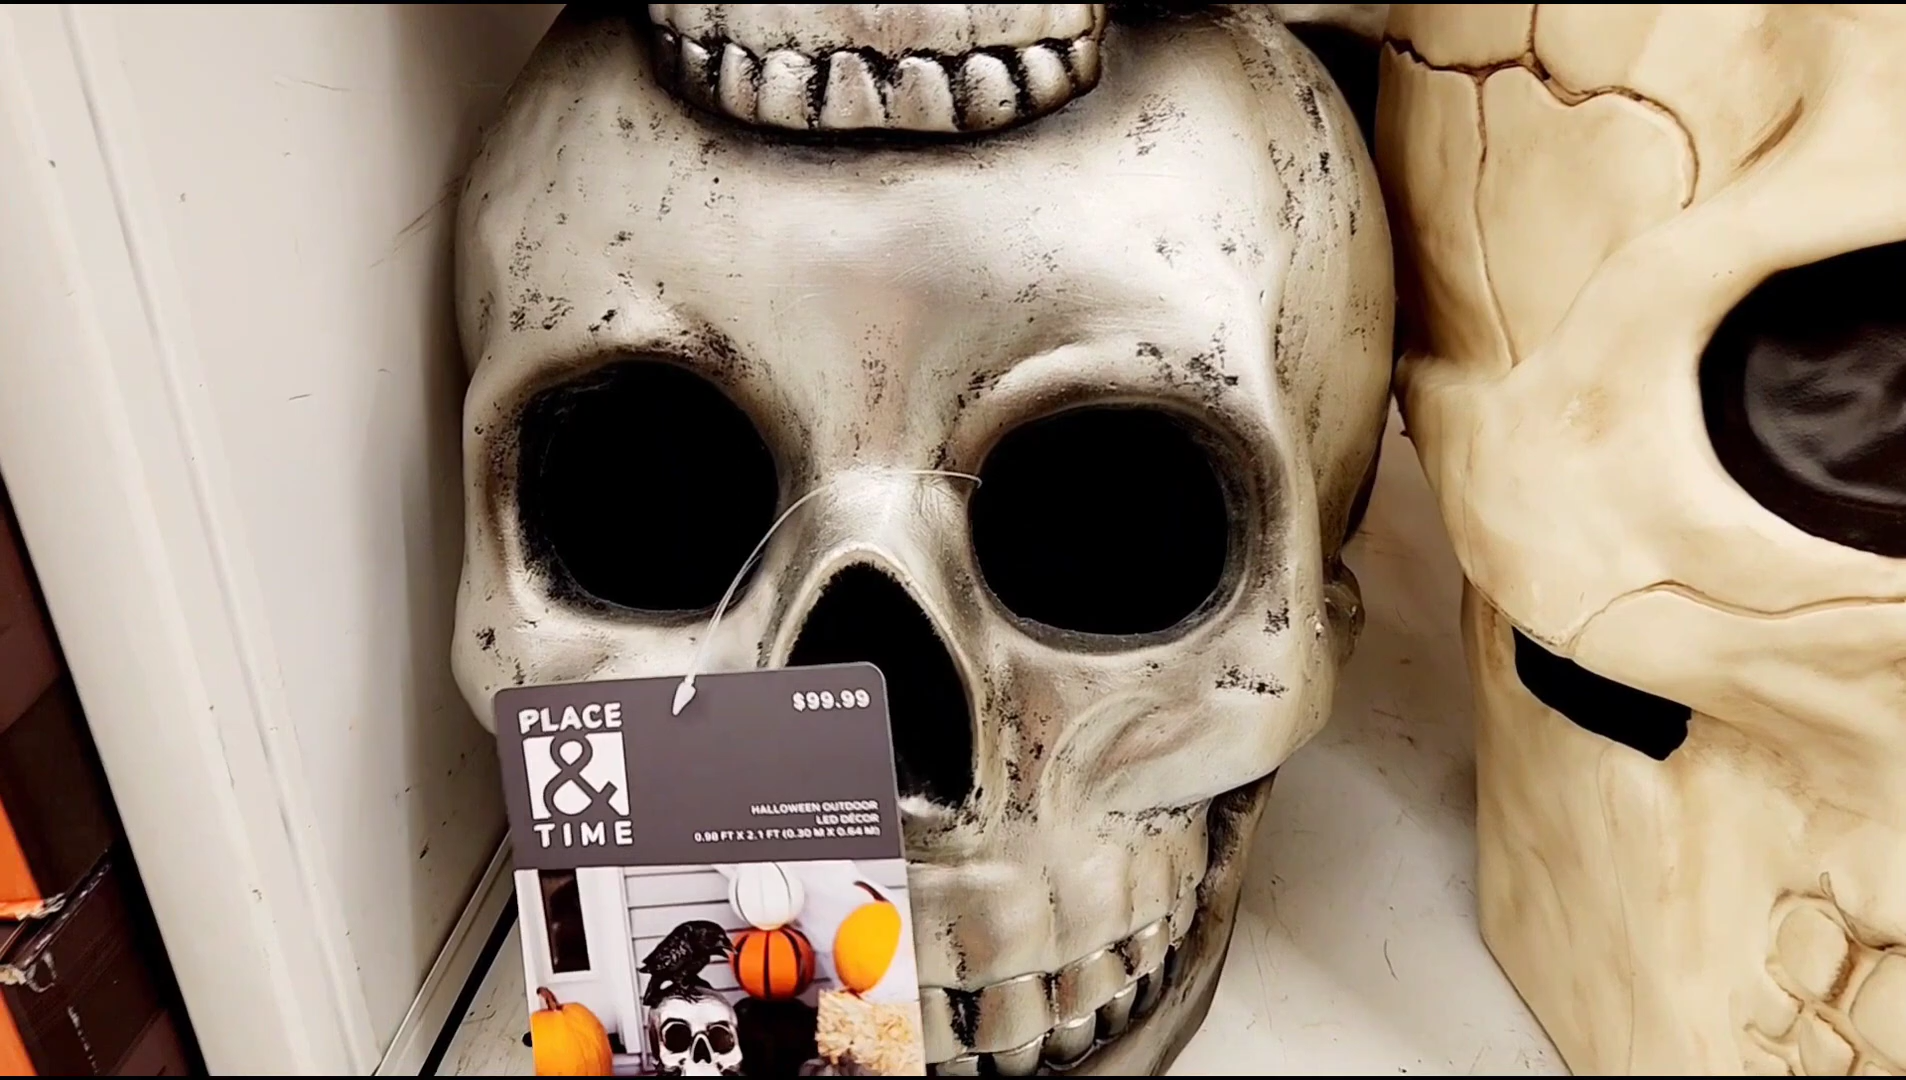 PLACE
&
TIME
$99.99
HALLOWEEN OUTDOOR
LED DÉCOR
0.98 FT X 2.1 FT (0.30 M X 0.64 M)